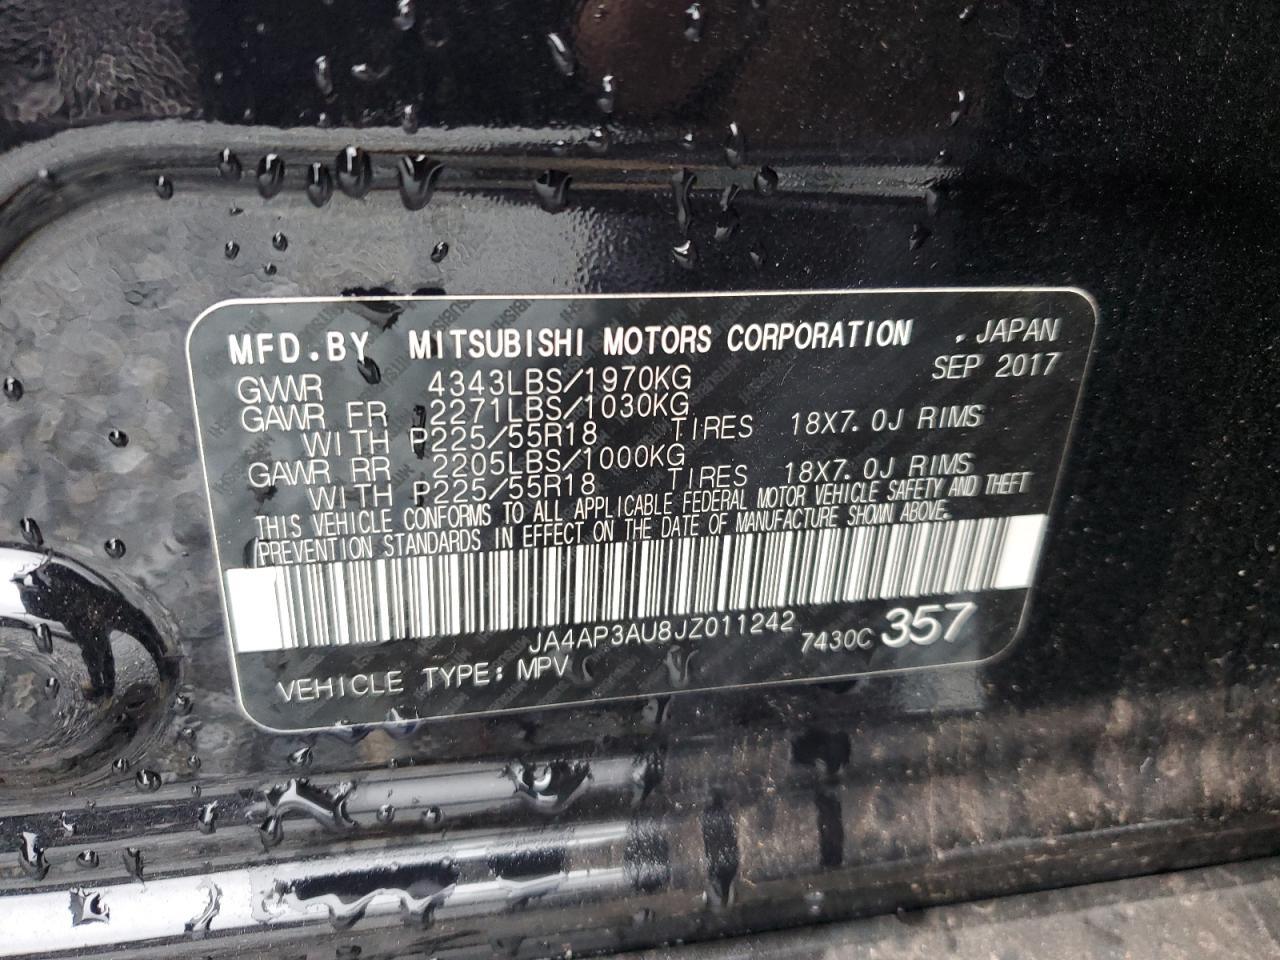 MFD.BY MITSUBISHI MOTORS CORPORATION . JAPAN
SEP 2017
GVWR 4343LBS/1970KG
GAWR FR 2271LBS/1030KG
WITH P225/55R18 TIRES 18X7.0J RIMS
GAWR RR 2205LBS/1000KG
WITH P225/55R18 TIRES 18X7.0J RIMS
THIS VEHICLE CONFORMS TO ALL APPLICABLE FEDERAL MOTOR VEHICLE SAFETY AND THEFT
PREVENTION STANDARDS IN EFFECT ON THE DATE OF MANUFACTURE SHOWN ABOVE.
JA4AP3AU8JZ011242 7430C 357
VEHICLE TYPE: MPV